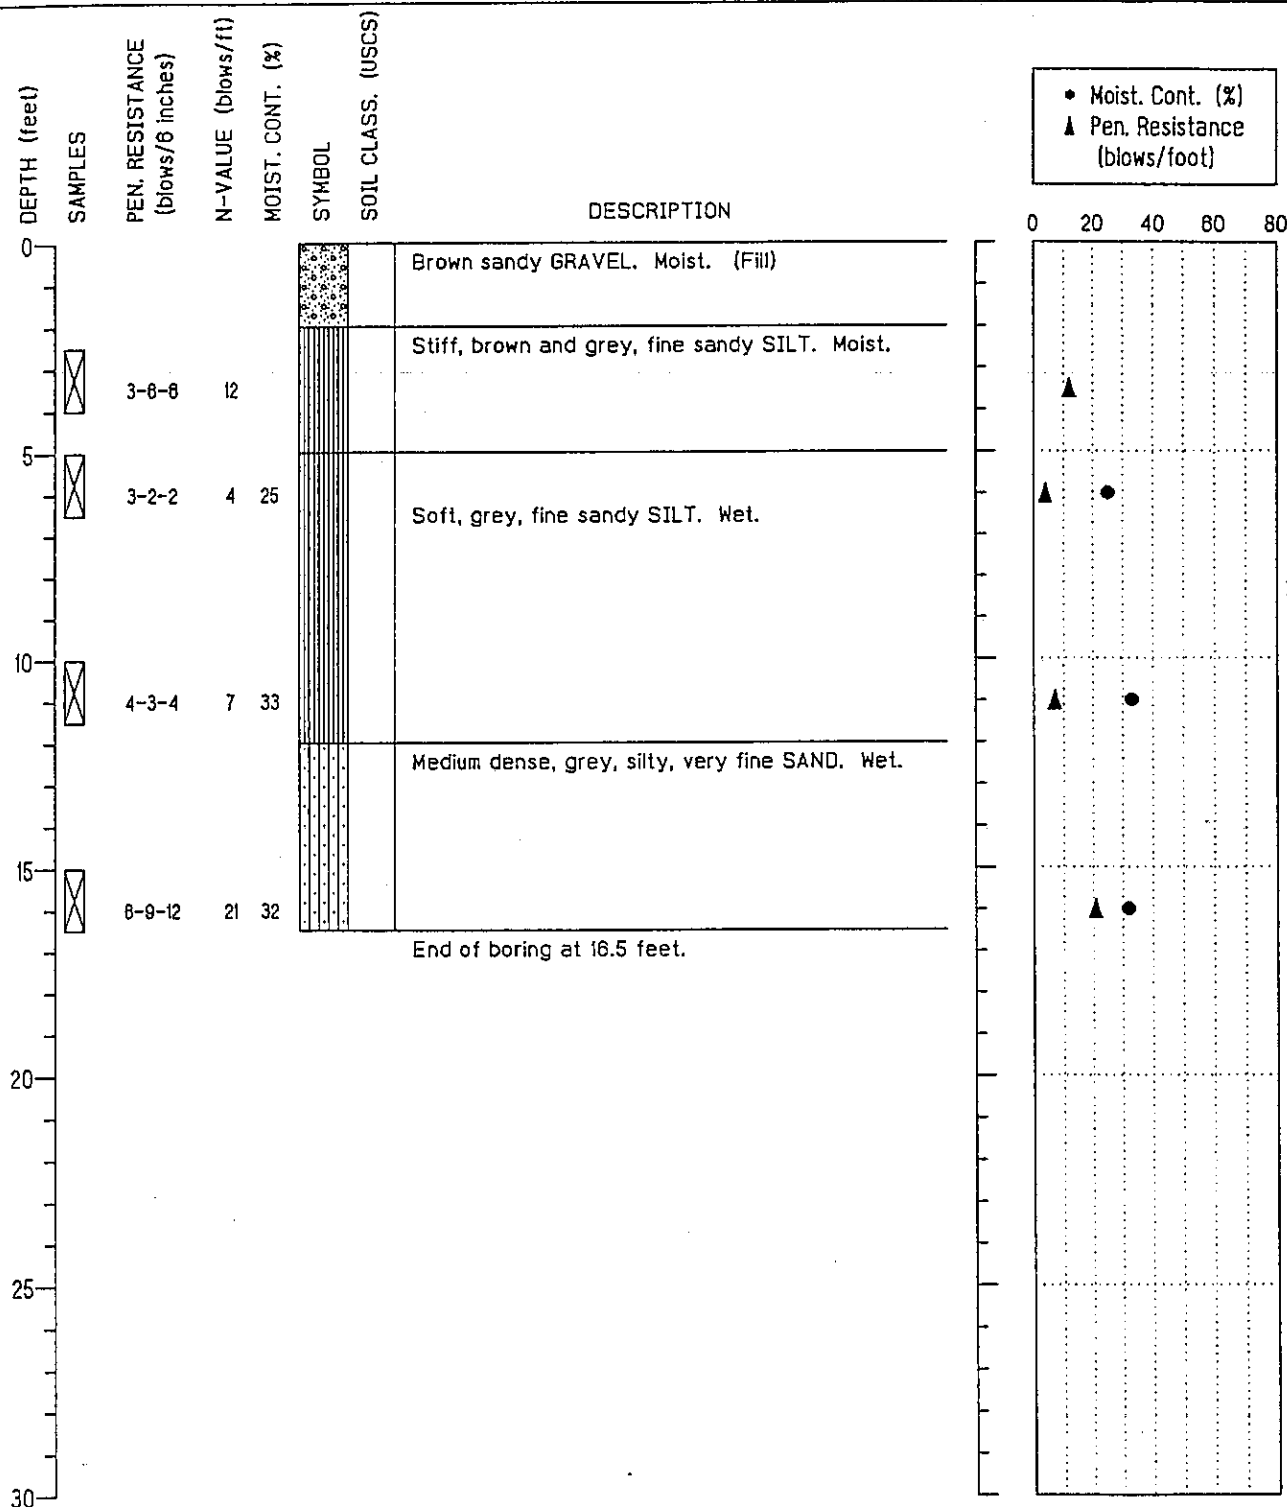 DEPTH (feet)
SAMPLES
PEN. RESISTANCE
(blows/6 inches)
N-VALUE (blows/ft)
MOIST. CONT. (%)
SYMBOL
SOIL CLASS. (USCS)
DESCRIPTION
● Moist. Cont. (%)
▲ Pen. Resistance
(blows/foot)
0 20 40 60 80
0
Brown sandy GRAVEL. Moist. (Fill)
Stiff, brown and grey, fine sandy SILT. Moist.
3-6-6 12
5
3-2-2 4 25
Soft, grey, fine sandy SILT. Wet.
10
4-3-4 7 33
Medium dense, grey, silty, very fine SAND. Wet.
15
21 32
End of boring at 16.5 feet.
20
25
30